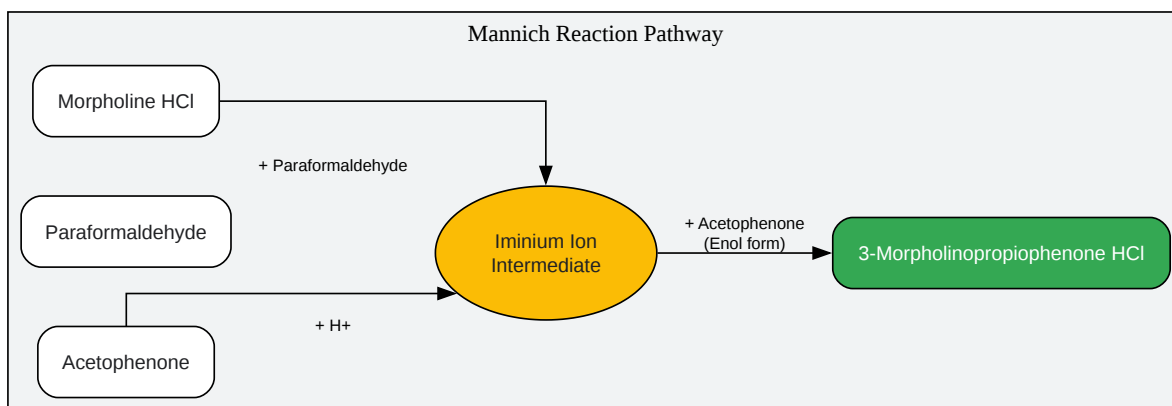 Mannich Reaction Pathway
Morpholine HCl
+ Paraformaldehyde
Paraformaldehyde
Iminium Ion
Intermediate
+ Acetophenone
(Enol form)
3-Morpholinopropiophenone HCl
+ H+
Acetophenone